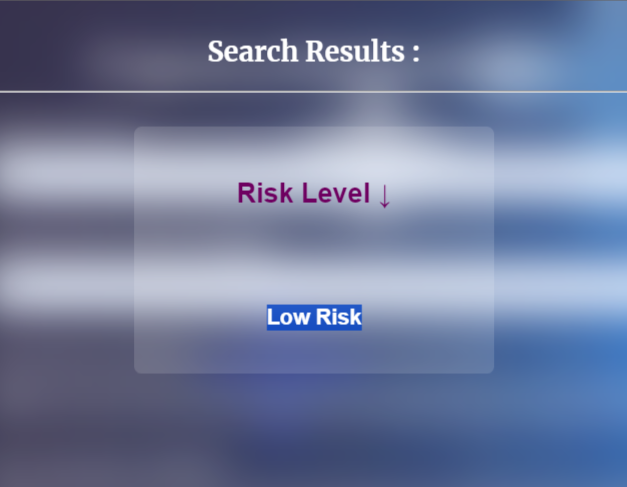 Search Results :
Risk Level ↓
Low Risk